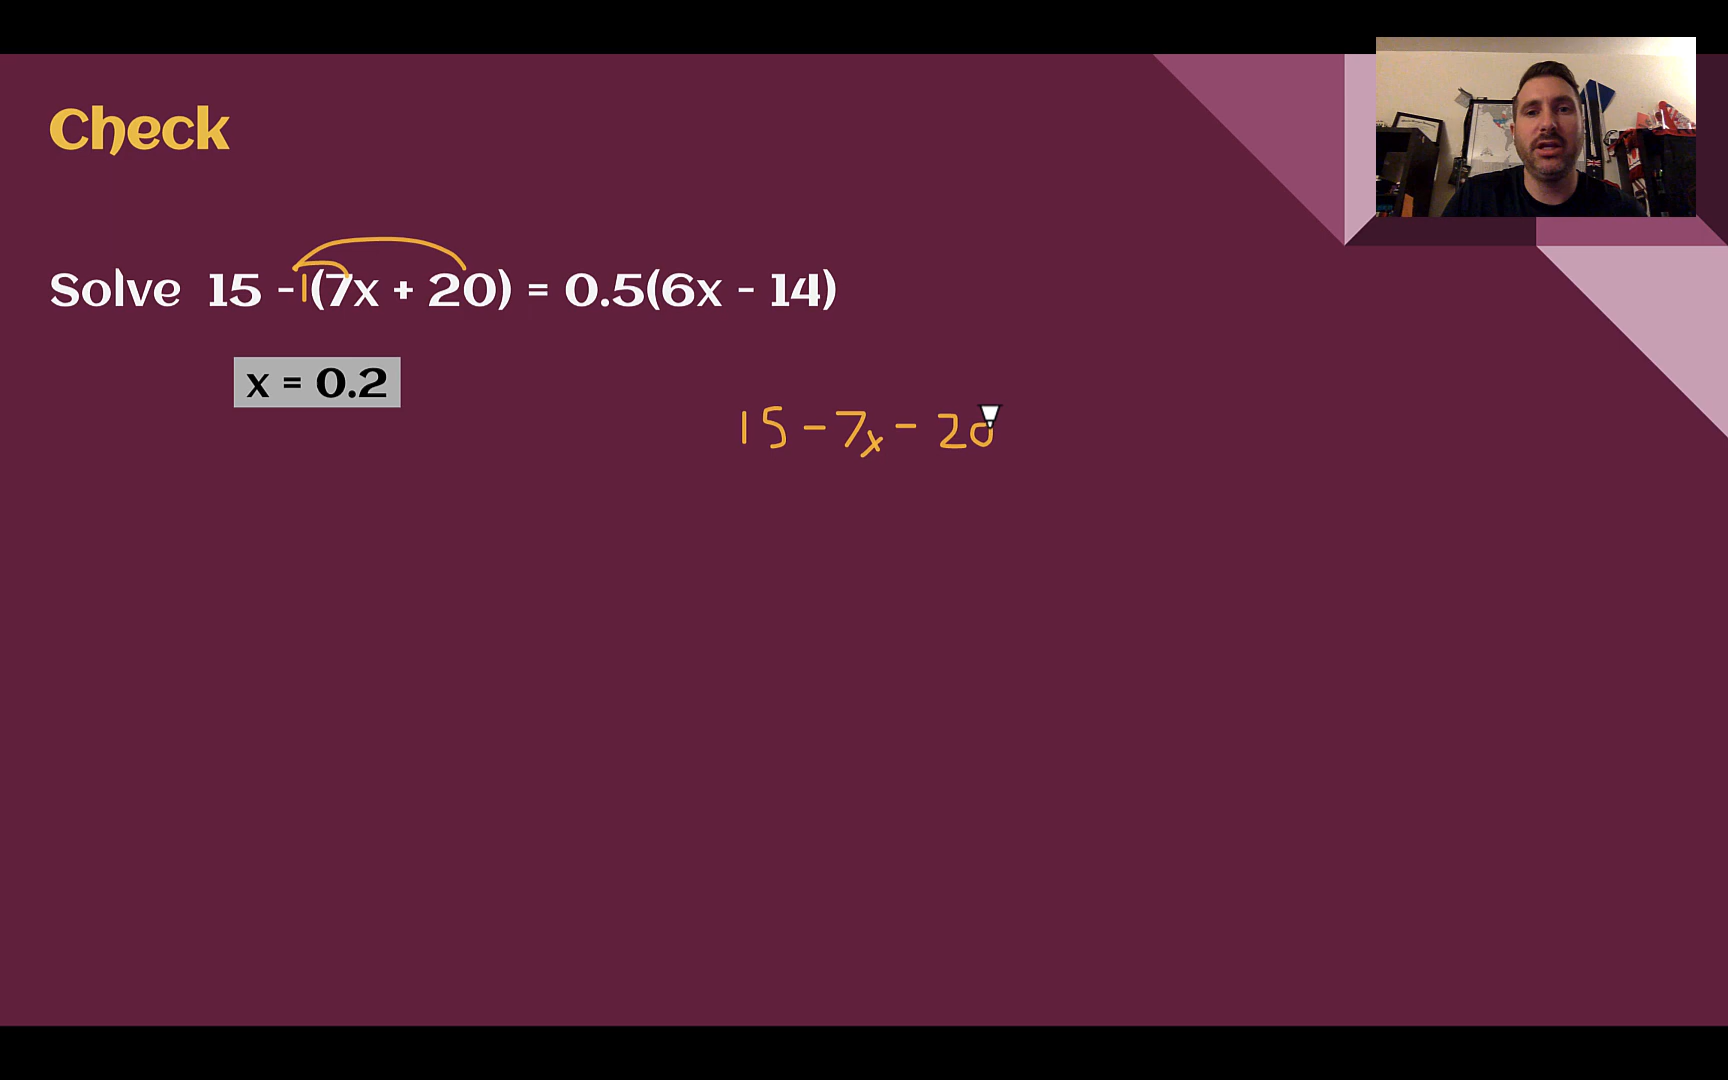 Check
Solve 15 -1(7x + 20) = 0.5(6x - 14)
x = 0.2
15 - 7x - 20